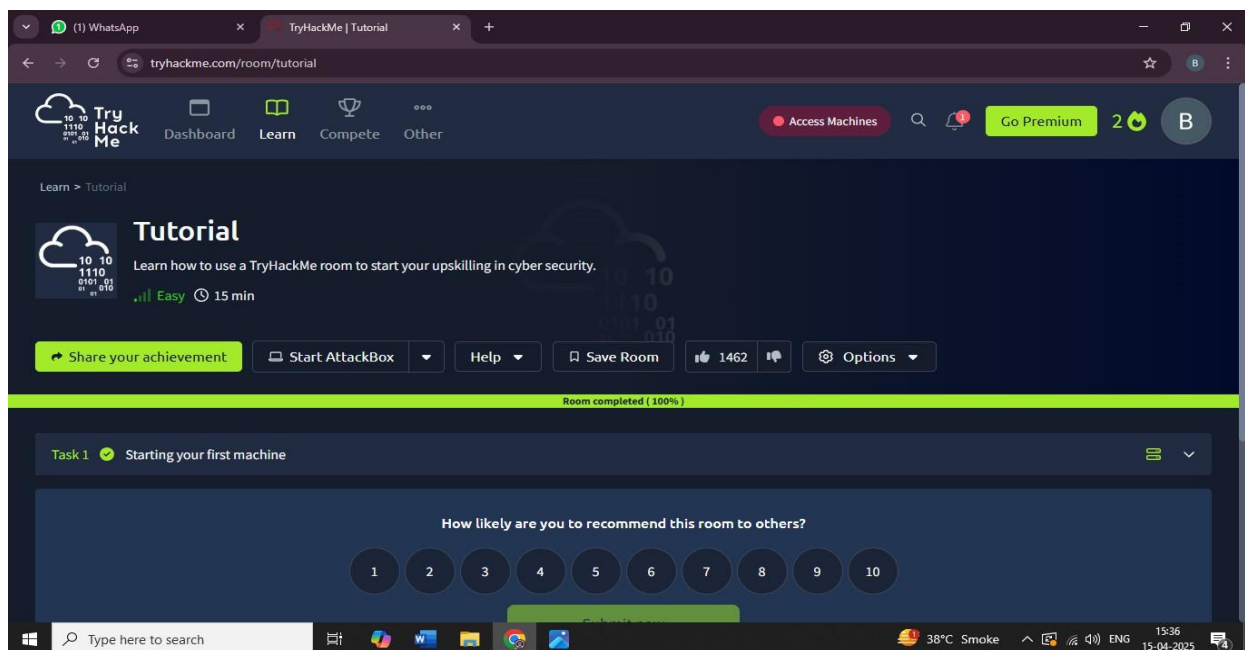 (1) WhatsApp
TryHackMe | Tutorial
tryhackme.com/room/tutorial
B
Try Hack Me
Dashboard
Learn
Compete
Other
Access Machines
1
Go Premium
2
B
Learn > Tutorial
Tutorial
Learn how to use a TryHackMe room to start your upskilling in cyber security.
Easy 15 min
Share your achievement
Start AttackBox
Help
Save Room
1462
Options
Room completed ( 100% )
Task 1 Starting your first machine
How likely are you to recommend this room to others?
1 2 3 4 5 6 7 8 9 10
Type here to search
38°C Smoke
ENG
15:36
15-04-2025